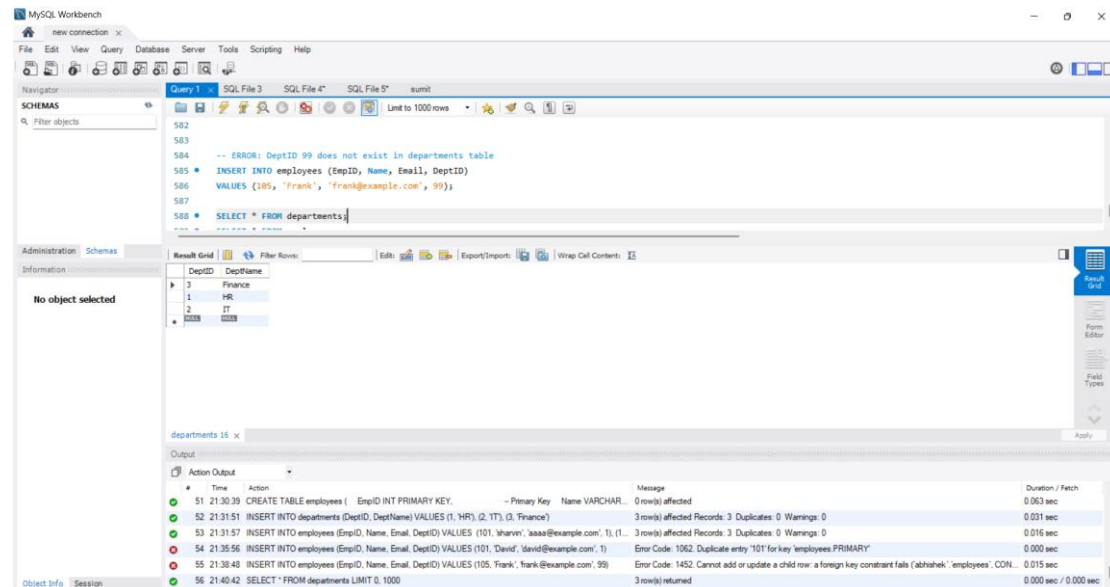 MySQL Workbench
new connection
File Edit View Query Database Server Tools Scripting Help
Navigator
SCHEMAS
Filter objects
Query 1 SQL File 3 SQL File 4* SQL File 5* sumit
Limit to 1000 rows
582
583
584 -- ERROR: DeptID 99 does not exist in departments table
585 INSERT INTO employees (EmpID, Name, Email, DeptID)
586 VALUES (105, 'Frank', 'frank@example.com', 99);
587
588 SELECT * FROM departments;
Administration Schemas
Information
No object selected
Result Grid Filter Rows: Edit: Export/Import: Wrap Cell Content:
DeptID DeptName
3 Finance
1 HR
2 IT
NULL NULL
Result Grid
Form Editor
Field Types
departments 16
Apply
Output
Action Output
# Time Action Message Duration / Fetch
51 21:30:39 CREATE TABLE employees ( EmpID INT PRIMARY KEY, -- Primary Key Name VARCHAR... 0 row(s) affected 0.063 sec
52 21:31:51 INSERT INTO departments (DeptID, DeptName) VALUES (1, 'HR'), (2, 'IT'), (3, 'Finance') 3 row(s) affected Records: 3 Duplicates: 0 Warnings: 0 0.031 sec
53 21:31:57 INSERT INTO employees (EmpID, Name, Email, DeptID) VALUES (101, 'sharvin', 'aaaa@example.com', 1), (1... 3 row(s) affected Records: 3 Duplicates: 0 Warnings: 0 0.016 sec
54 21:35:56 INSERT INTO employees (EmpID, Name, Email, DeptID) VALUES (101, 'David', 'david@example.com', 1) Error Code: 1062. Duplicate entry '101' for key 'employees.PRIMARY' 0.000 sec
55 21:38:48 INSERT INTO employees (EmpID, Name, Email, DeptID) VALUES (105, 'Frank', 'frank@example.com', 99) Error Code: 1452. Cannot add or update a child row: a foreign key constraint fails (`abhishek`.`employees`, CON... 0.015 sec
56 21:40:42 SELECT * FROM departments LIMIT 0, 1000 3 row(s) returned 0.000 sec / 0.000 sec
Object Info Session